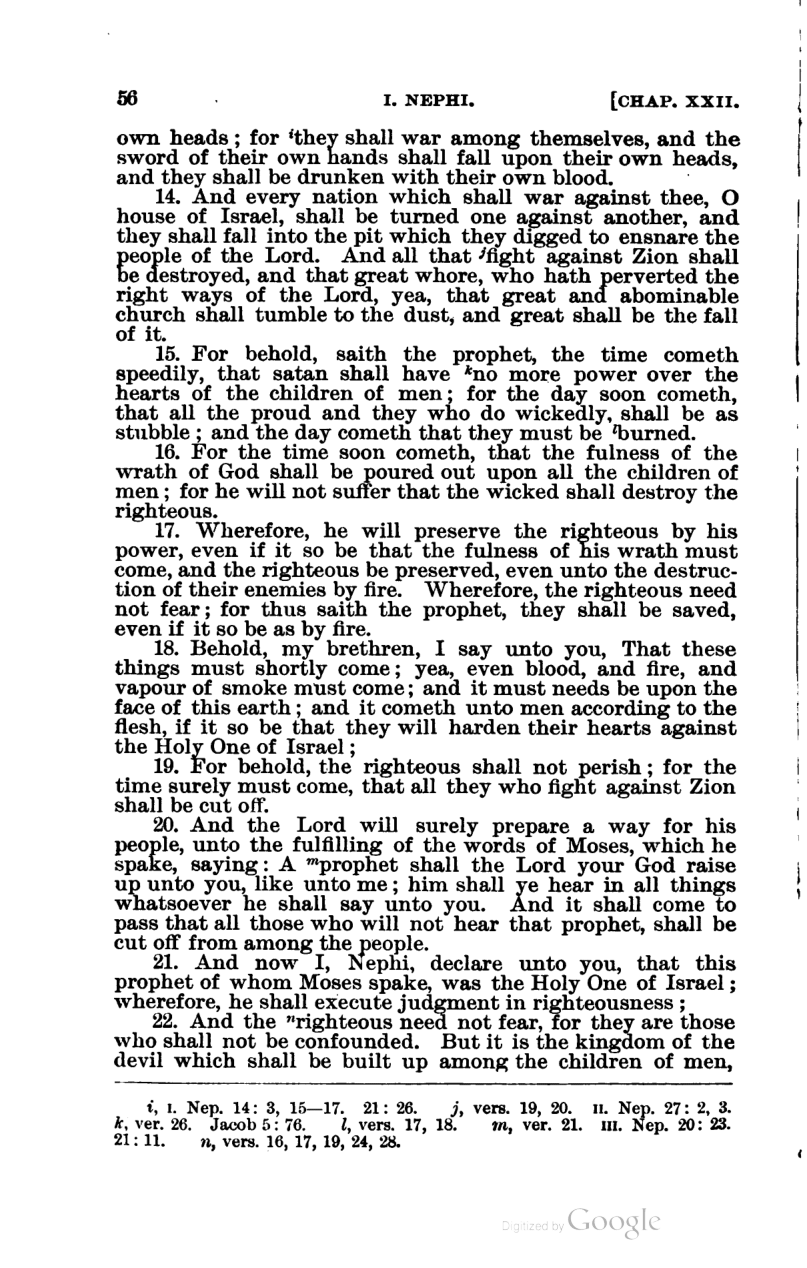 56 I. NEPHI. [CHAP. XXII.
own heads ; for ⁱthey shall war among themselves, and the
sword of their own hands shall fall upon their own heads,
and they shall be drunken with their own blood.
14. And every nation which shall war against thee, O
house of Israel, shall be turned one against another, and
they shall fall into the pit which they digged to ensnare the
people of the Lord. And all that ʲfight against Zion shall
be destroyed, and that great whore, who hath perverted the
right ways of the Lord, yea, that great and abominable
church shall tumble to the dust, and great shall be the fall
of it.
15. For behold, saith the prophet, the time cometh
speedily, that satan shall have ᵏno more power over the
hearts of the children of men ; for the day soon cometh,
that all the proud and they who do wickedly, shall be as
stubble ; and the day cometh that they must be ˡburned.
16. For the time soon cometh, that the fulness of the
wrath of God shall be poured out upon all the children of
men ; for he will not suffer that the wicked shall destroy the
righteous.
17. Wherefore, he will preserve the righteous by his
power, even if it so be that the fulness of his wrath must
come, and the righteous be preserved, even unto the destruc-
tion of their enemies by fire. Wherefore, the righteous need
not fear ; for thus saith the prophet, they shall be saved,
even if it so be as by fire.
18. Behold, my brethren, I say unto you, That these
things must shortly come ; yea, even blood, and fire, and
vapour of smoke must come ; and it must needs be upon the
face of this earth ; and it cometh unto men according to the
flesh, if it so be that they will harden their hearts against
the Holy One of Israel ;
19. For behold, the righteous shall not perish ; for the
time surely must come, that all they who fight against Zion
shall be cut off.
20. And the Lord will surely prepare a way for his
people, unto the fulfilling of the words of Moses, which he
spake, saying : A ᵐprophet shall the Lord your God raise
up unto you, like unto me ; him shall ye hear in all things
whatsoever he shall say unto you. And it shall come to
pass that all those who will not hear that prophet, shall be
cut off from among the people.
21. And now I, Nephi, declare unto you, that this
prophet of whom Moses spake, was the Holy One of Israel ;
wherefore, he shall execute judgment in righteousness ;
22. And the ⁿrighteous need not fear, for they are those
who shall not be confounded. But it is the kingdom of the
devil which shall be built up among the children of men,
i, I. Nep. 14 : 3, 15—17. 21 : 26. j, vers. 19, 20. II. Nep. 27 : 2, 3.
k, ver. 26. Jacob 5 : 76. l, vers. 17, 18. m, ver. 21. III. Nep. 20 : 23.
21 : 11. n, vers. 16, 17, 19, 24, 28.
Digitized by Google